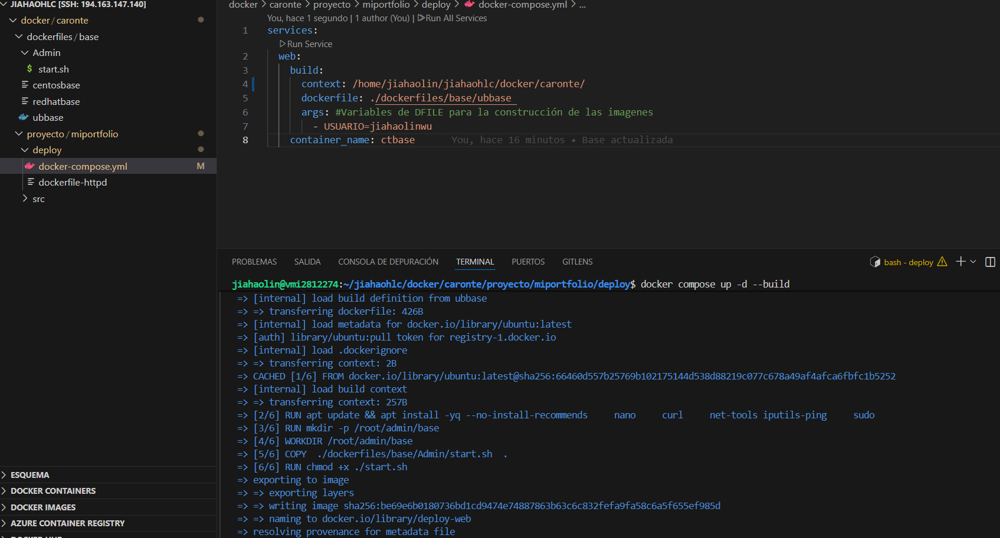 JIAHAOHLC [SSH: 194.163.147.140]
docker / caronte
dockerfiles / base
Admin
start.sh
centosbase
redhatbase
ubbase
proyecto / miportfolio
deploy
docker-compose.yml M
dockerfile-httpd
src
ESQUEMA
DOCKER CONTAINERS
DOCKER IMAGES
AZURE CONTAINER REGISTRY
DOCKER HUB
docker > caronte > proyecto > miportfolio > deploy > docker-compose.yml > ...
You, hace 1 segundo | 1 author (You) | ▷Run All Services
1 services:
▷Run Service
2 web:
3 build:
4 context: /home/jiahaolin/jiahaohlc/docker/caronte/
5 dockerfile: ./dockerfiles/base/ubbase
6 args: #Variables de DFILE para la construcción de las imagenes
7 - USUARIO=jiahaolinwu
8 container_name: ctbase You, hace 16 minutos • Base actualizada
PROBLEMAS SALIDA CONSOLA DE DEPURACIÓN TERMINAL PUERTOS GITLENS
bash - deploy
jiahaolin@vmi2812274:~/jiahaohlc/docker/caronte/proyecto/miportfolio/deploy$ docker compose up -d --build
=> [internal] load build definition from ubbase
=> => transferring dockerfile: 426B
=> [internal] load metadata for docker.io/library/ubuntu:latest
=> [auth] library/ubuntu:pull token for registry-1.docker.io
=> [internal] load .dockerignore
=> => transferring context: 2B
=> CACHED [1/6] FROM docker.io/library/ubuntu:latest@sha256:66460d557b25769b102175144d538d88219c077c678a49af4afca6fbfc1b5252
=> [internal] load build context
=> => transferring context: 257B
=> [2/6] RUN apt update && apt install -yq --no-install-recommends nano curl net-tools iputils-ping sudo
=> [3/6] RUN mkdir -p /root/admin/base
=> [4/6] WORKDIR /root/admin/base
=> [5/6] COPY ./dockerfiles/base/Admin/start.sh .
=> [6/6] RUN chmod +x ./start.sh
=> exporting to image
=> => exporting layers
=> => writing image sha256:be69e6b0180736bd1cd9474e74887863b63c6c832fefa9fa58c6a5f655ef985d
=> => naming to docker.io/library/deploy-web
=> resolving provenance for metadata file